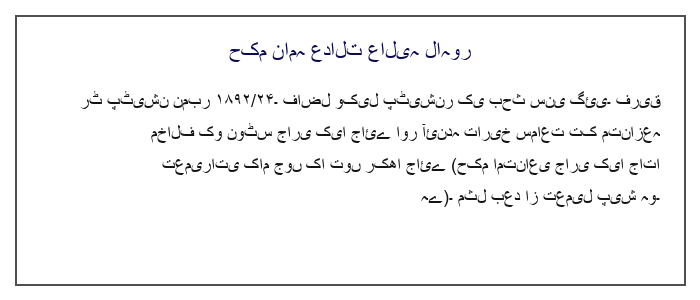 حکم نامہ عدالت عالیہ لاہور
رٹ پٹیشن نمبر ۱۸۹۲/۲۴۔ فاضل وکیل پٹیشنر کی بحث سنی گئی۔ فریق
مخالف کو نوٹس جاری کیا جائے اور آئندہ تاریخ سماعت تک متنازعہ
تعمیراتی کام جوں کا توں رکھا جائے (حکم امتناعی جاری کیا جاتا
ہے)۔ مثل بعد از تعمیل پیش ہو۔